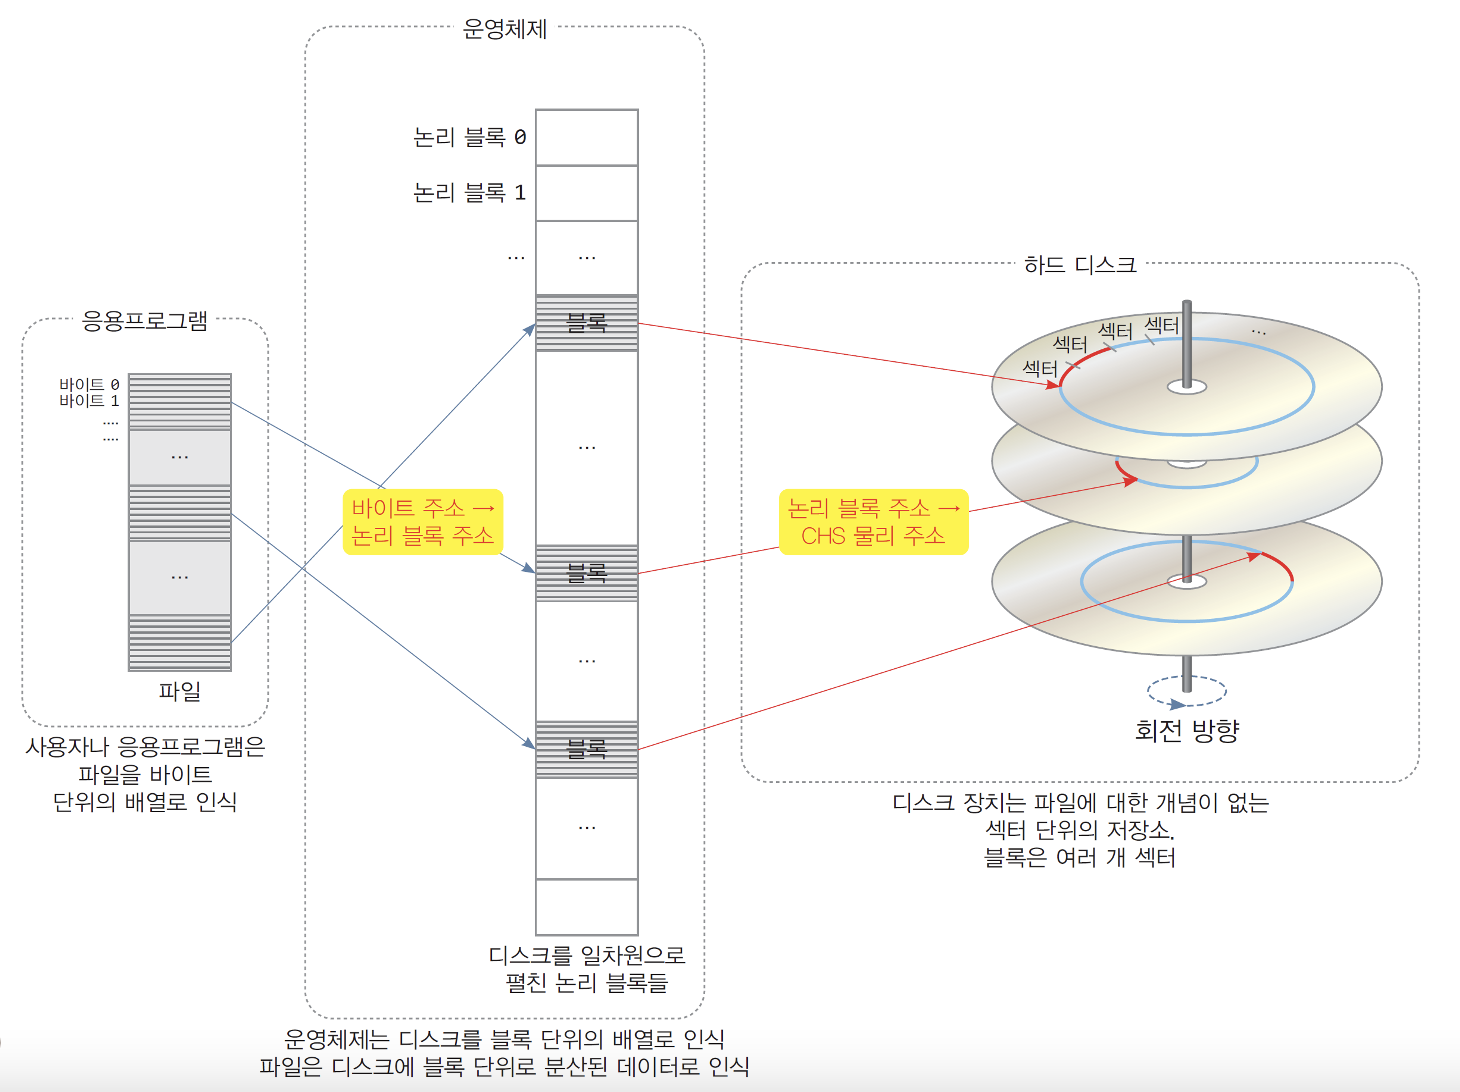 운영체제
논리 블록 0
논리 블록 1
...
...
블록
...
블록
...
블록
...
디스크를 일차원으로
펼친 논리 블록들
운영체제는 디스크를 블록 단위의 배열로 인식
파일은 디스크에 블록 단위로 분산된 데이터로 인식
응용프로그램
바이트 0
바이트 1
....
....
...
...
파일
사용자나 응용프로그램은
파일을 바이트
단위의 배열로 인식
바이트 주소 →
논리 블록 주소
논리 블록 주소 →
CHS 물리 주소
하드 디스크
섹터
섹터
섹터
섹터
...
회전 방향
디스크 장치는 파일에 대한 개념이 없는
섹터 단위의 저장소.
블록은 여러 개 섹터